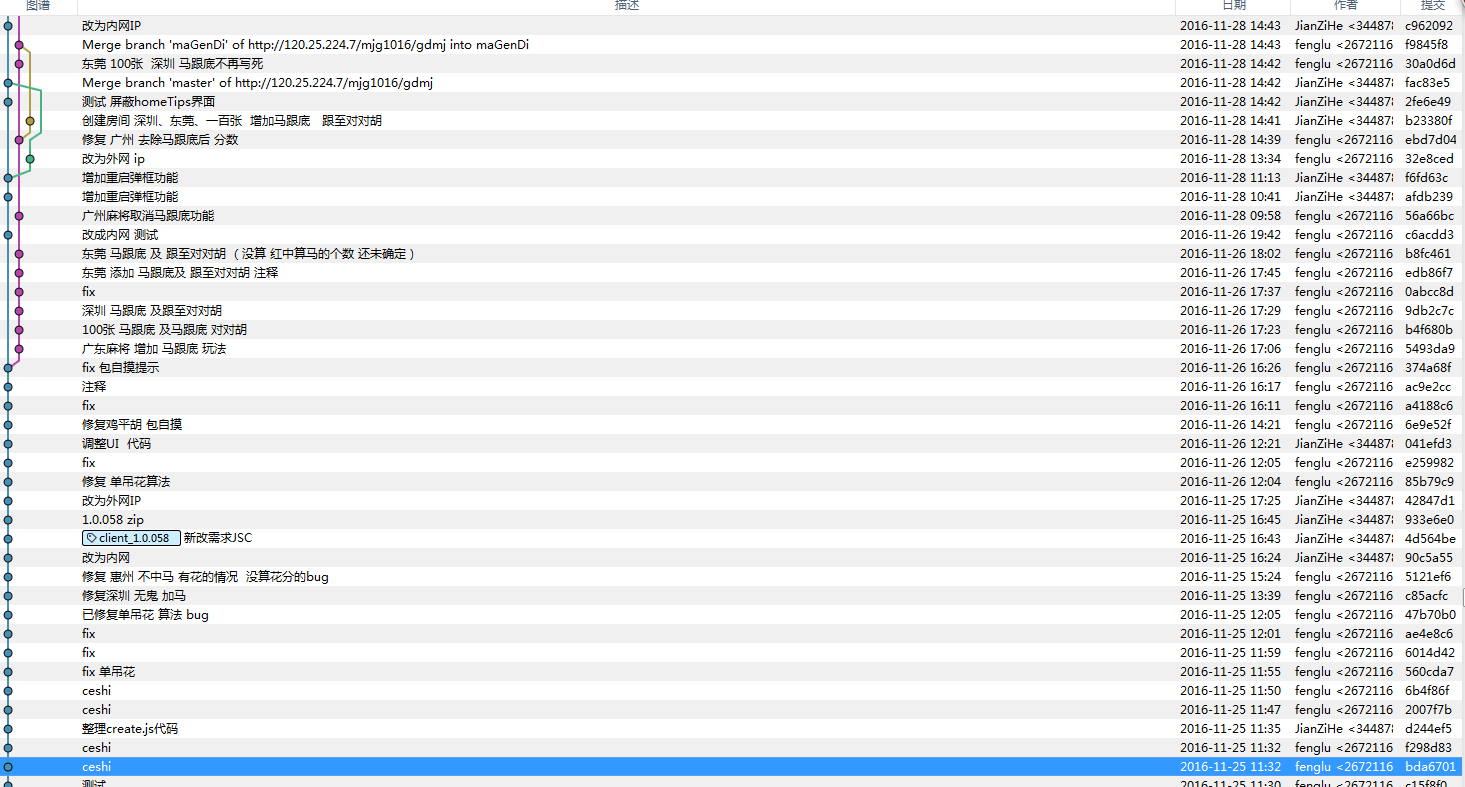 图谱 描述 日期 作者 提交
改为内网IP 2016-11-28 14:43 JianZiHe <34487 c962092
Merge branch 'maGenDi' of http://120.25.224.7/mjg1016/gdmj into maGenDi 2016-11-28 14:43 fenglu <2672116 f9845f8
东莞 100张 深圳 马跟底不再写死 2016-11-28 14:42 fenglu <2672116 30a0d6d
Merge branch 'master' of http://120.25.224.7/mjg1016/gdmj 2016-11-28 14:42 JianZiHe <34487 fac83e5
测试 屏蔽homeTips界面 2016-11-28 14:42 JianZiHe <34487 2fe6e49
创建房间 深圳、东莞、一百张 增加马跟底 跟至对对胡 2016-11-28 14:41 fenglu <2672116 b23380f
修复 广州 去除马跟底后 分数 2016-11-28 14:39 fenglu <2672116 ebd7d04
改为外网 ip 2016-11-28 13:34 fenglu <2672116 32e8ced
增加重启弹框功能 2016-11-28 11:13 JianZiHe <34487 f6fd63c
增加重启弹框功能 2016-11-28 10:41 JianZiHe <34487 afdb239
广州麻将取消马跟底功能 2016-11-28 09:58 fenglu <2672116 56a66bc
改成内网 测试 2016-11-26 19:42 JianZiHe <34487 c6acdd3
东莞 马跟底 及 跟至对对胡 （没算 红中算马的个数 还未确定） 2016-11-26 18:02 fenglu <2672116 b8fc461
东莞 添加 马跟底及 跟至对对胡 注释 2016-11-26 17:45 fenglu <2672116 edb86f7
fix 2016-11-26 17:37 fenglu <2672116 0abcc8d
深圳 马跟底 及跟至对对胡 2016-11-26 17:29 fenglu <2672116 9db2c7c
100张 马跟底 及马跟底 对对胡 2016-11-26 17:23 fenglu <2672116 b4f680b
广东麻将 增加 马跟底 玩法 2016-11-26 17:06 fenglu <2672116 5493da9
fix 包自摸提示 2016-11-26 16:26 fenglu <2672116 374a68f
注释 2016-11-26 16:17 fenglu <2672116 ac9e2cc
fix 2016-11-26 16:11 fenglu <2672116 a4188c6
修复鸡平胡 包自摸 2016-11-26 14:21 fenglu <2672116 6e9e52f
调整UI 代码 2016-11-26 12:21 JianZiHe <34487 041efd3
fix 2016-11-26 12:05 fenglu <2672116 e259982
修复 单吊花算法 2016-11-26 12:04 fenglu <2672116 85b79c9
改为外网IP 2016-11-25 17:25 JianZiHe <34487 42847d1
1.0.058 zip 2016-11-25 16:45 JianZiHe <34487 933e6e0
client_1.0.058 新改需求JSC 2016-11-25 16:43 JianZiHe <34487 4d564be
改为内网 2016-11-25 16:24 JianZiHe <34487 90c5a55
修复 惠州 不中马 有花的情况 没算花分的bug 2016-11-25 15:24 fenglu <2672116 5121ef6
修复深圳 无鬼 加马 2016-11-25 13:39 fenglu <2672116 c85acfc
已修复单吊花 算法 bug 2016-11-25 12:05 fenglu <2672116 47b70b0
fix 2016-11-25 12:01 fenglu <2672116 ae4e8c6
fix 2016-11-25 11:59 fenglu <2672116 6014d42
fix 单吊花 2016-11-25 11:55 fenglu <2672116 560cda7
ceshi 2016-11-25 11:50 fenglu <2672116 6b4f86f
ceshi 2016-11-25 11:47 fenglu <2672116 2007f7b
整理create.js代码 2016-11-25 11:35 JianZiHe <34487 d244ef5
ceshi 2016-11-25 11:32 fenglu <2672116 f298d83
ceshi 2016-11-25 11:32 fenglu <2672116 bda6701
测试 2016-11-25 11:30 fenglu <2672116 c15f8f0